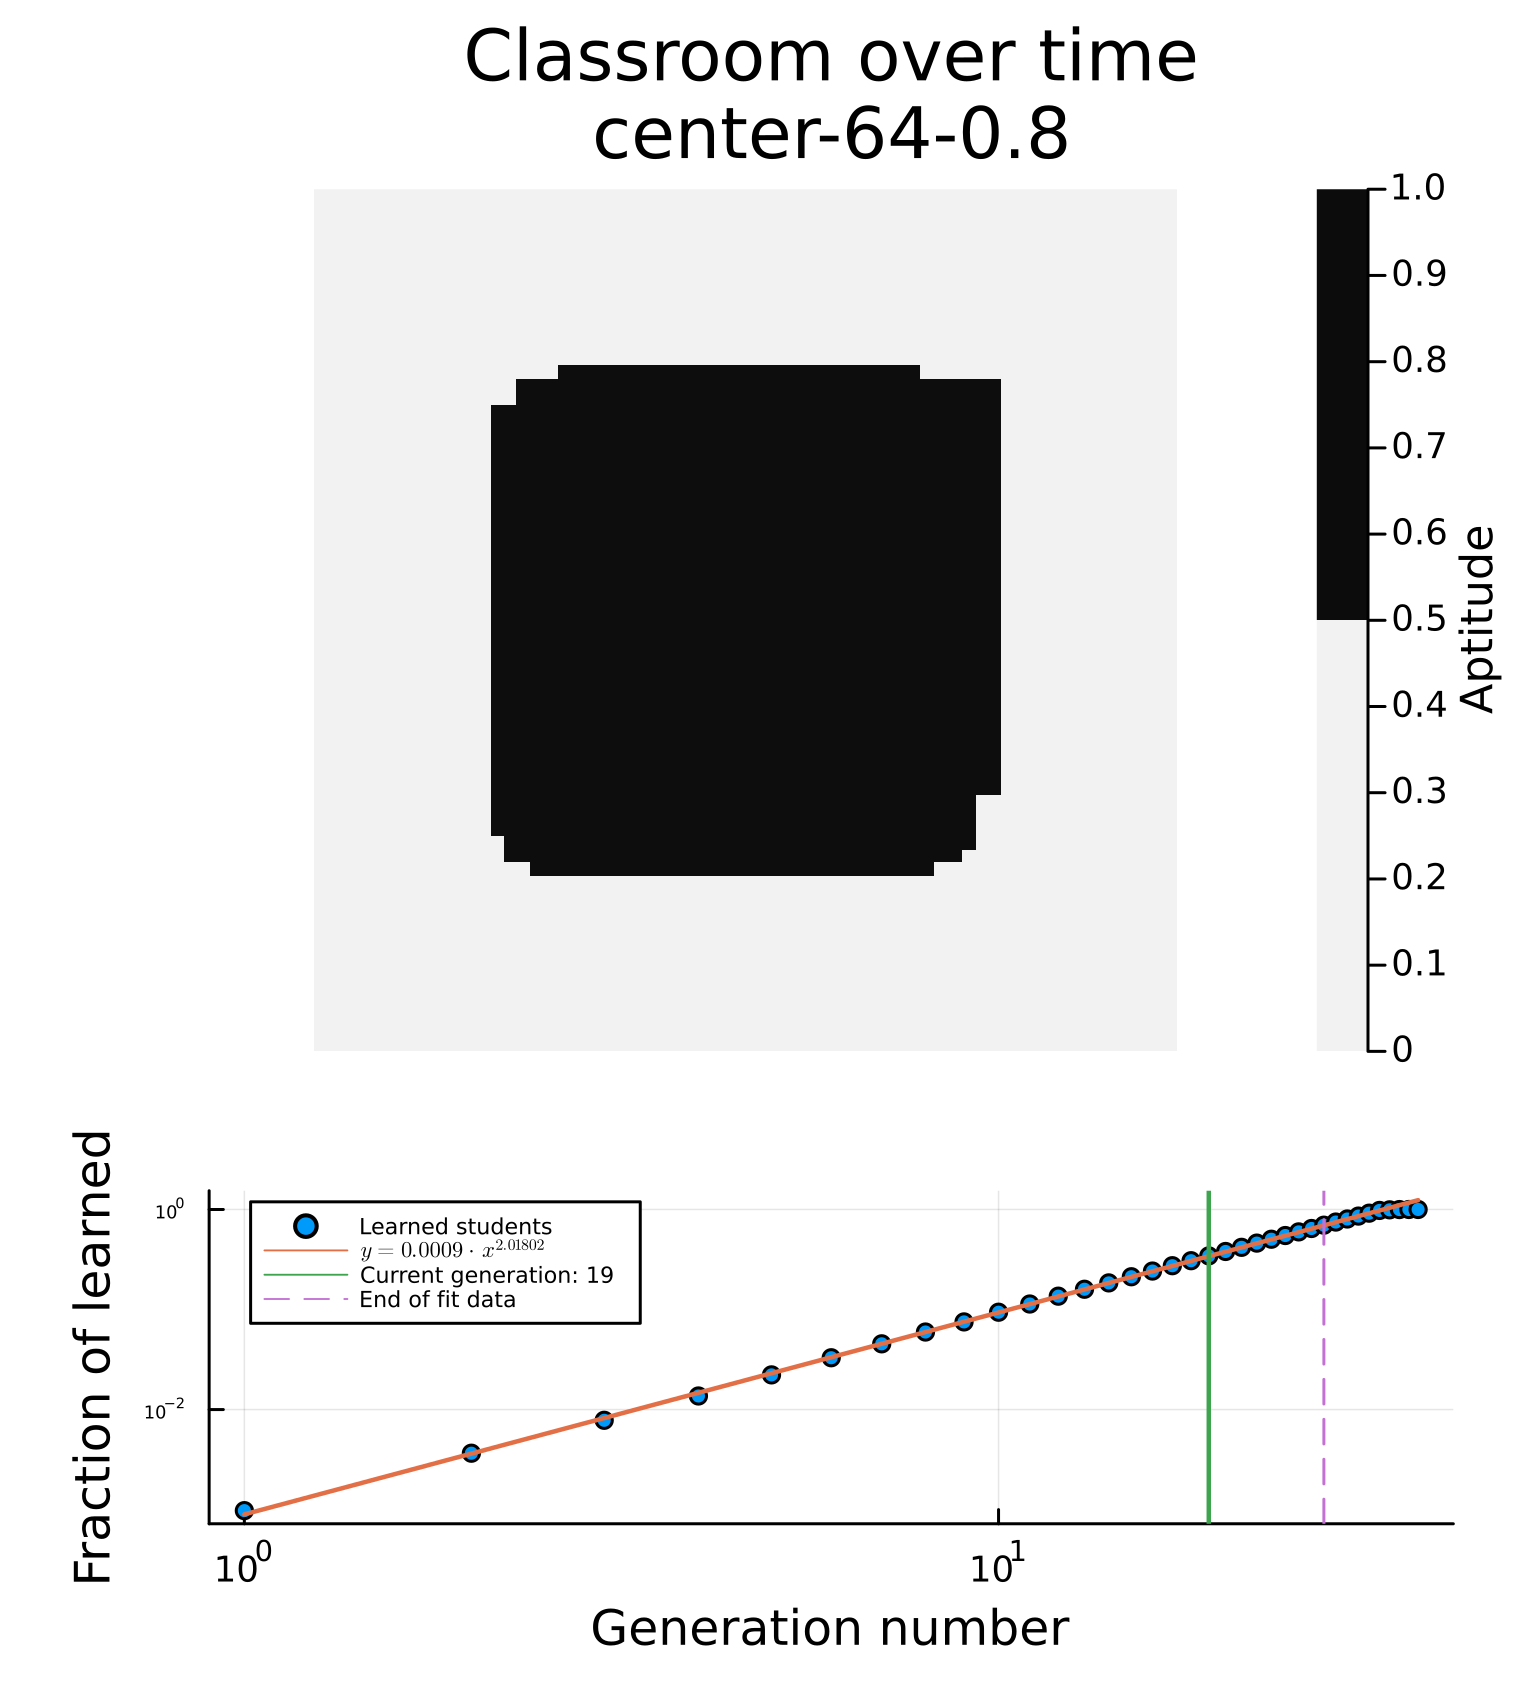 Classroom over time
center-64-0.8
1.0
0.9
0.8
0.7
0.6
0.5
0.4
0.3
0.2
0.1
0
Aptitude
Fraction of learned
10⁰
10⁻²
Learned students
y = 0.0009 · x^2.01802
Current generation: 19
End of fit data
10⁰
10¹
Generation number